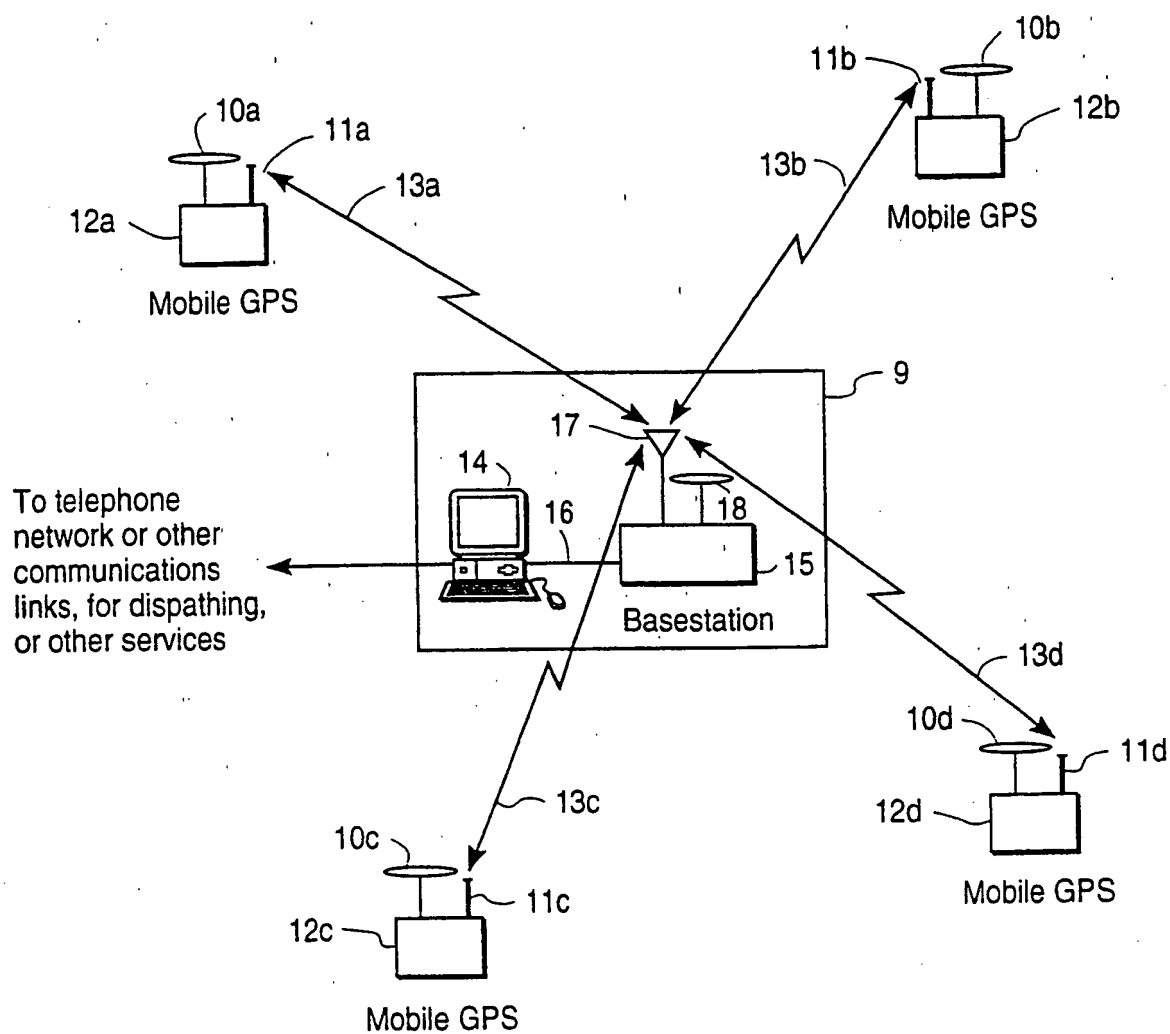 10b
11b
12b
10a
11a
13b
13a
12a
Mobile GPS
Mobile GPS
9
17
14
To telephone
network or other
communications
links, for dispathing,
or other services
16
18
15
Basestation
13d
10d
11d
13c
12d
10c
11c
Mobile GPS
12c
Mobile GPS